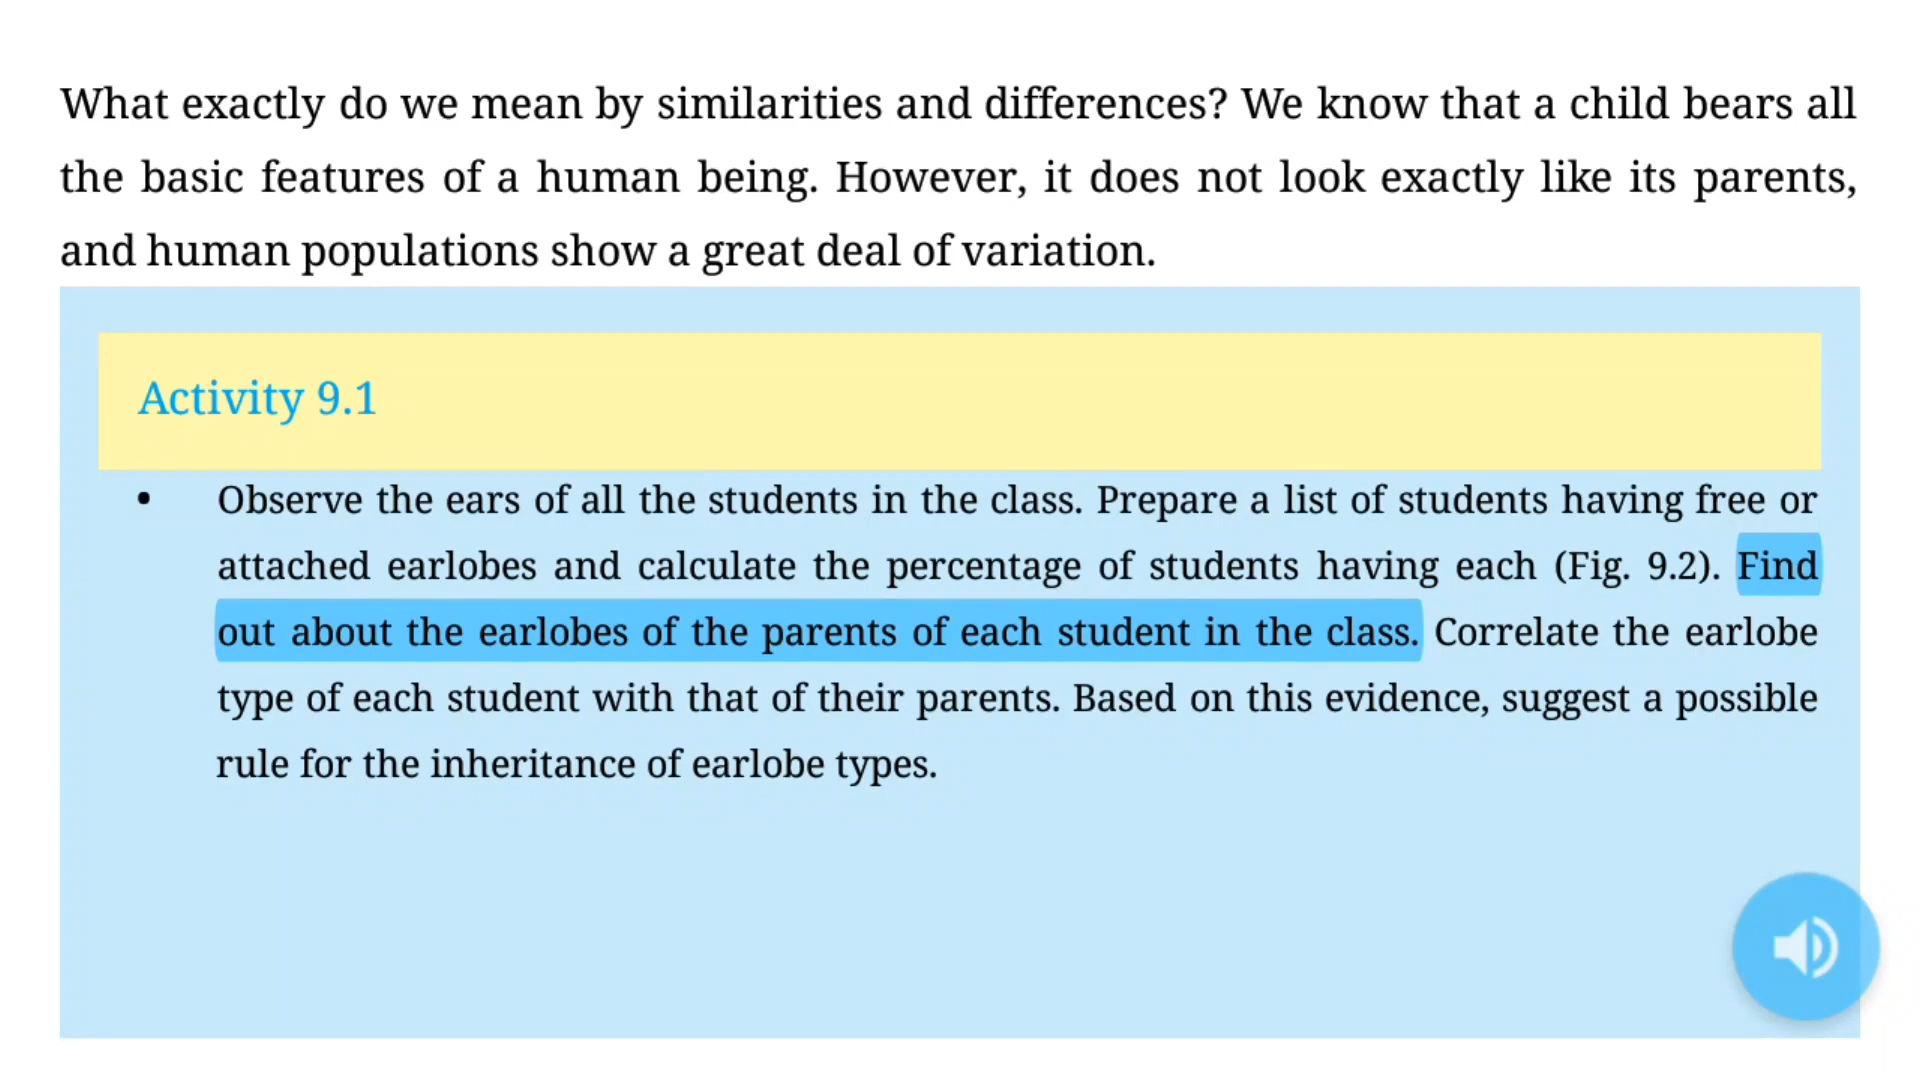 What exactly do we mean by similarities and differences? We know that a child bears all
the basic features of a human being. However, it does not look exactly like its parents,
and human populations show a great deal of variation.
Activity 9.1
• Observe the ears of all the students in the class. Prepare a list of students having free or
attached earlobes and calculate the percentage of students having each (Fig. 9.2). Find
out about the earlobes of the parents of each student in the class. Correlate the earlobe
type of each student with that of their parents. Based on this evidence, suggest a possible
rule for the inheritance of earlobe types.